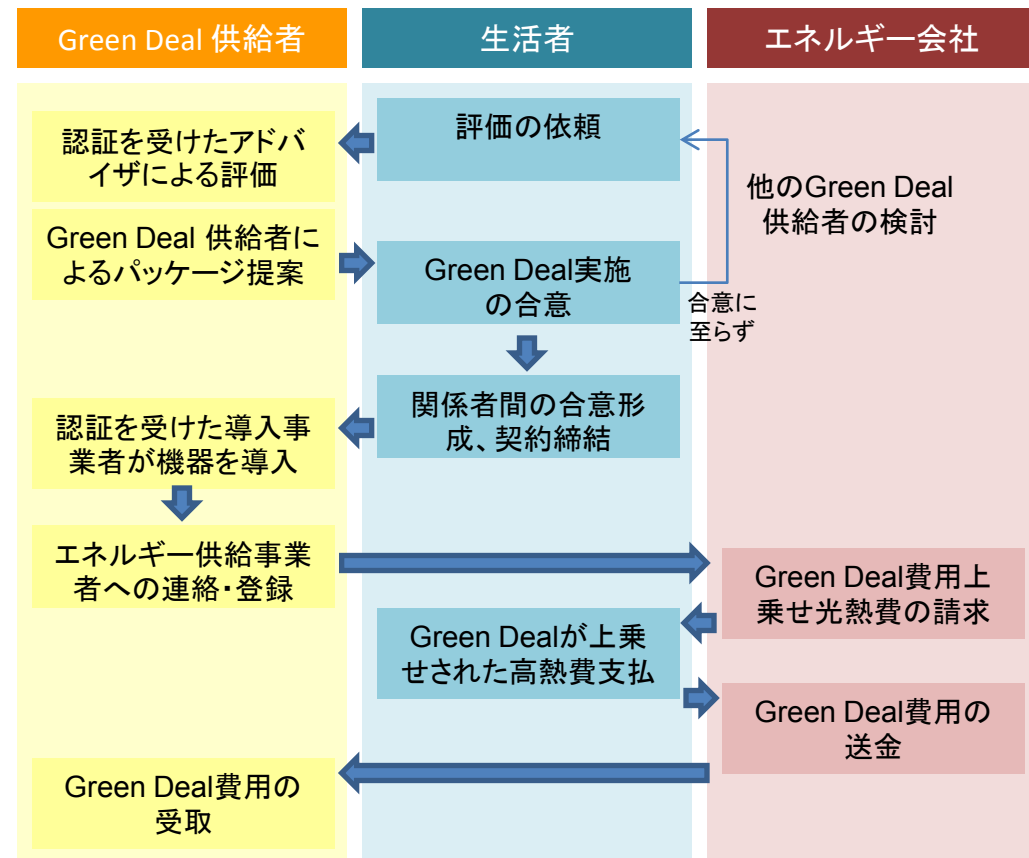 Green Deal 供給者
生活者
エネルギー会社
評価の依頼
認証を受けたアドバ
イザによる評価
他のGreen Deal
供給者の検討
Green Deal 供給者に
よるパッケージ提案
Green Deal実施
の合意
合意に
至らず
関係者間の合意形
成、契約締結
認証を受けた導入事
業者が機器を導入
エネルギー供給事業
者への連絡・登録
Green Deal費用上
乗せ光熱費の請求
Green Dealが上乗
せされた高熱費支払
Green Deal費用の
送金
Green Deal費用の
受取